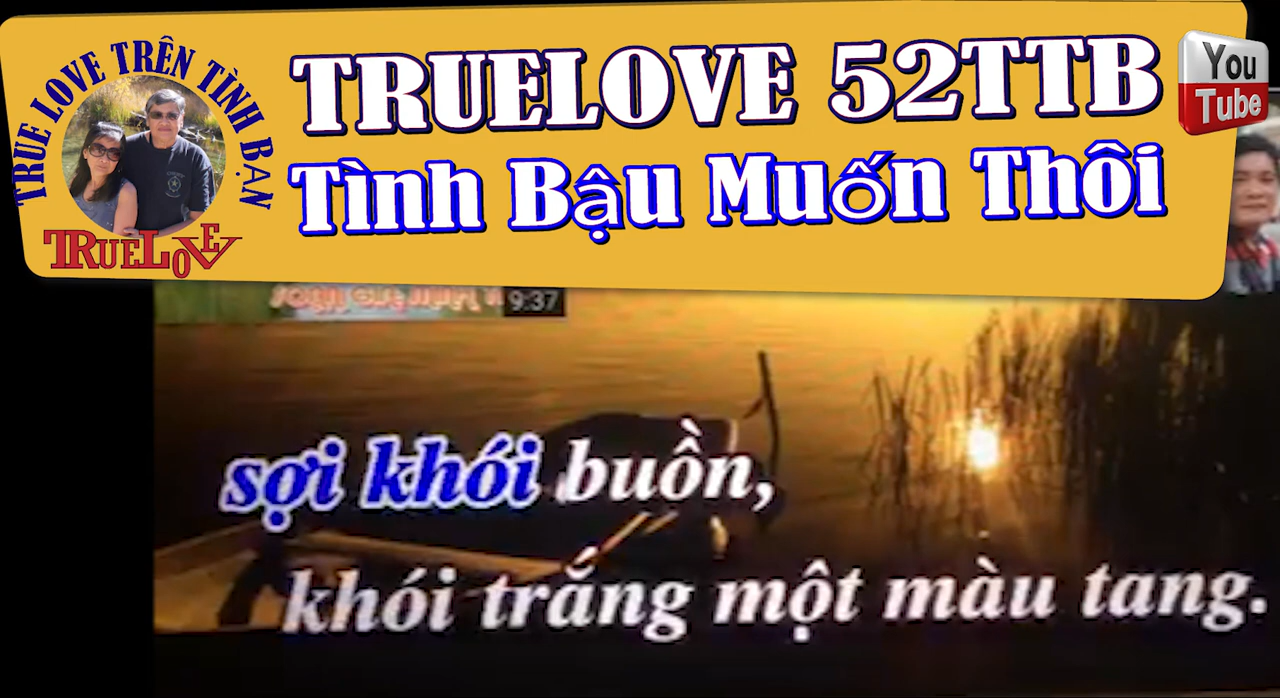 TRUE LOVE TRÊN TÌNH BẠN
TRUELOVE
TRUELOVE 52TTB
Tình Bậu Muốn Thôi
You
Tube
9:37
sợi khói buồn,
khói trắng một màu tang.